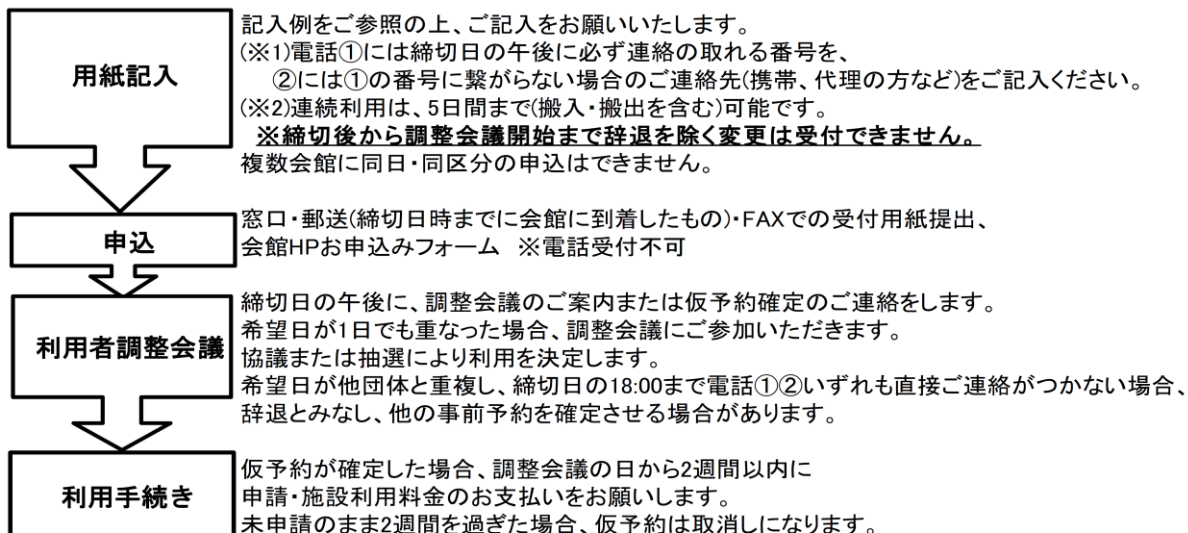 用紙記入
記入例をご参照の上、ご記入をお願いいたします。
(※1)電話①には締切日の午後に必ず連絡の取れる番号を、
②には①の番号に繋がらない場合のご連絡先(携帯、代理の方など)をご記入ください。
(※2)連続利用は、5日間まで(搬入・搬出を含む)可能です。
※締切後から調整会議開始まで辞退を除く変更は受付できません。
複数会館に同日・同区分の申込はできません。
申込
窓口・郵送(締切日時までに会館に到着したもの)・FAXでの受付用紙提出、
会館HPお申込みフォーム ※電話受付不可
利用者調整会議
締切日の午後に、調整会議のご案内または仮予約確定のご連絡をします。
希望日が1日でも重なった場合、調整会議にご参加いただきます。
協議または抽選により利用を決定します。
希望日が他団体と重複し、締切日の18:00まで電話①②いずれも直接ご連絡がつかない場合、
辞退とみなし、他の事前予約を確定させる場合があります。
利用手続き
仮予約が確定した場合、調整会議の日から2週間以内に
申請・施設利用料金のお支払いをお願いします。
未申請のまま2週間を過ぎた場合、仮予約は取消しになります。